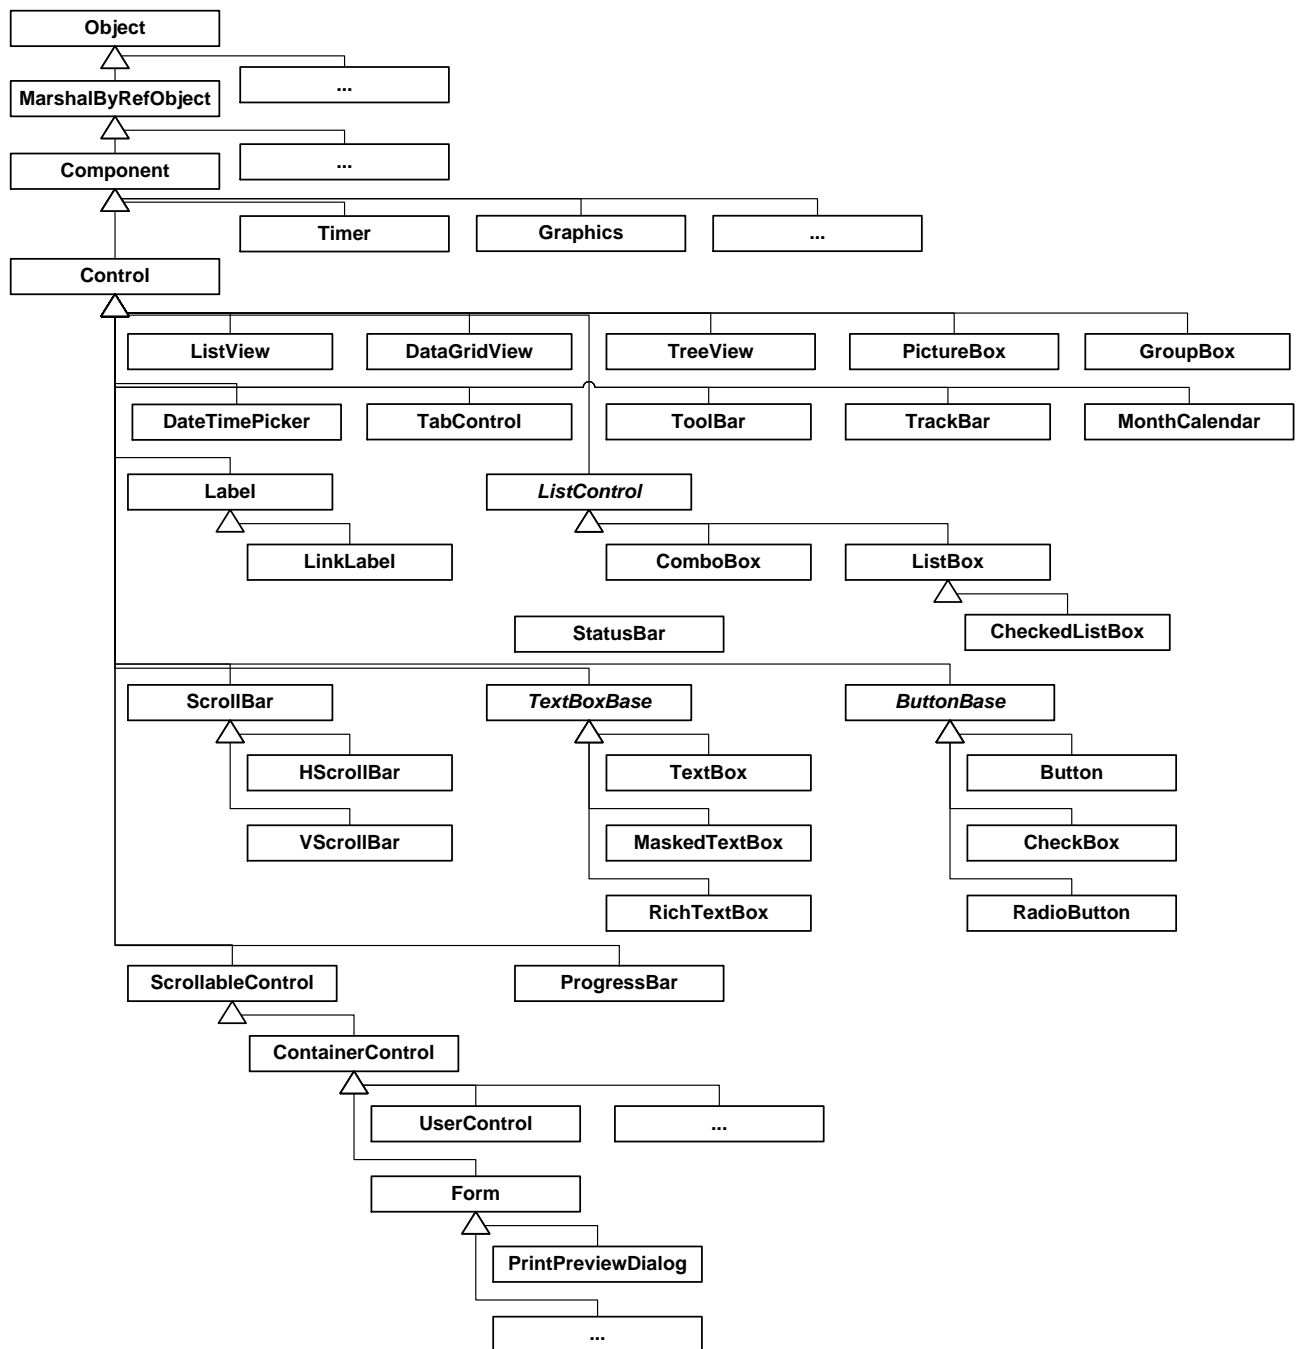 Object
...
MarshalByRefObject
...
Component
Timer
Graphics
...
Control
ListView
DataGridView
TreeView
PictureBox
GroupBox
DateTimePicker
TabControl
ToolBar
TrackBar
MonthCalendar
Label
ListControl
LinkLabel
ComboBox
ListBox
StatusBar
CheckedListBox
ScrollBar
TextBoxBase
ButtonBase
HScrollBar
TextBox
Button
VScrollBar
MaskedTextBox
CheckBox
RichTextBox
RadioButton
ScrollableControl
ProgressBar
ContainerControl
UserControl
...
Form
PrintPreviewDialog
...